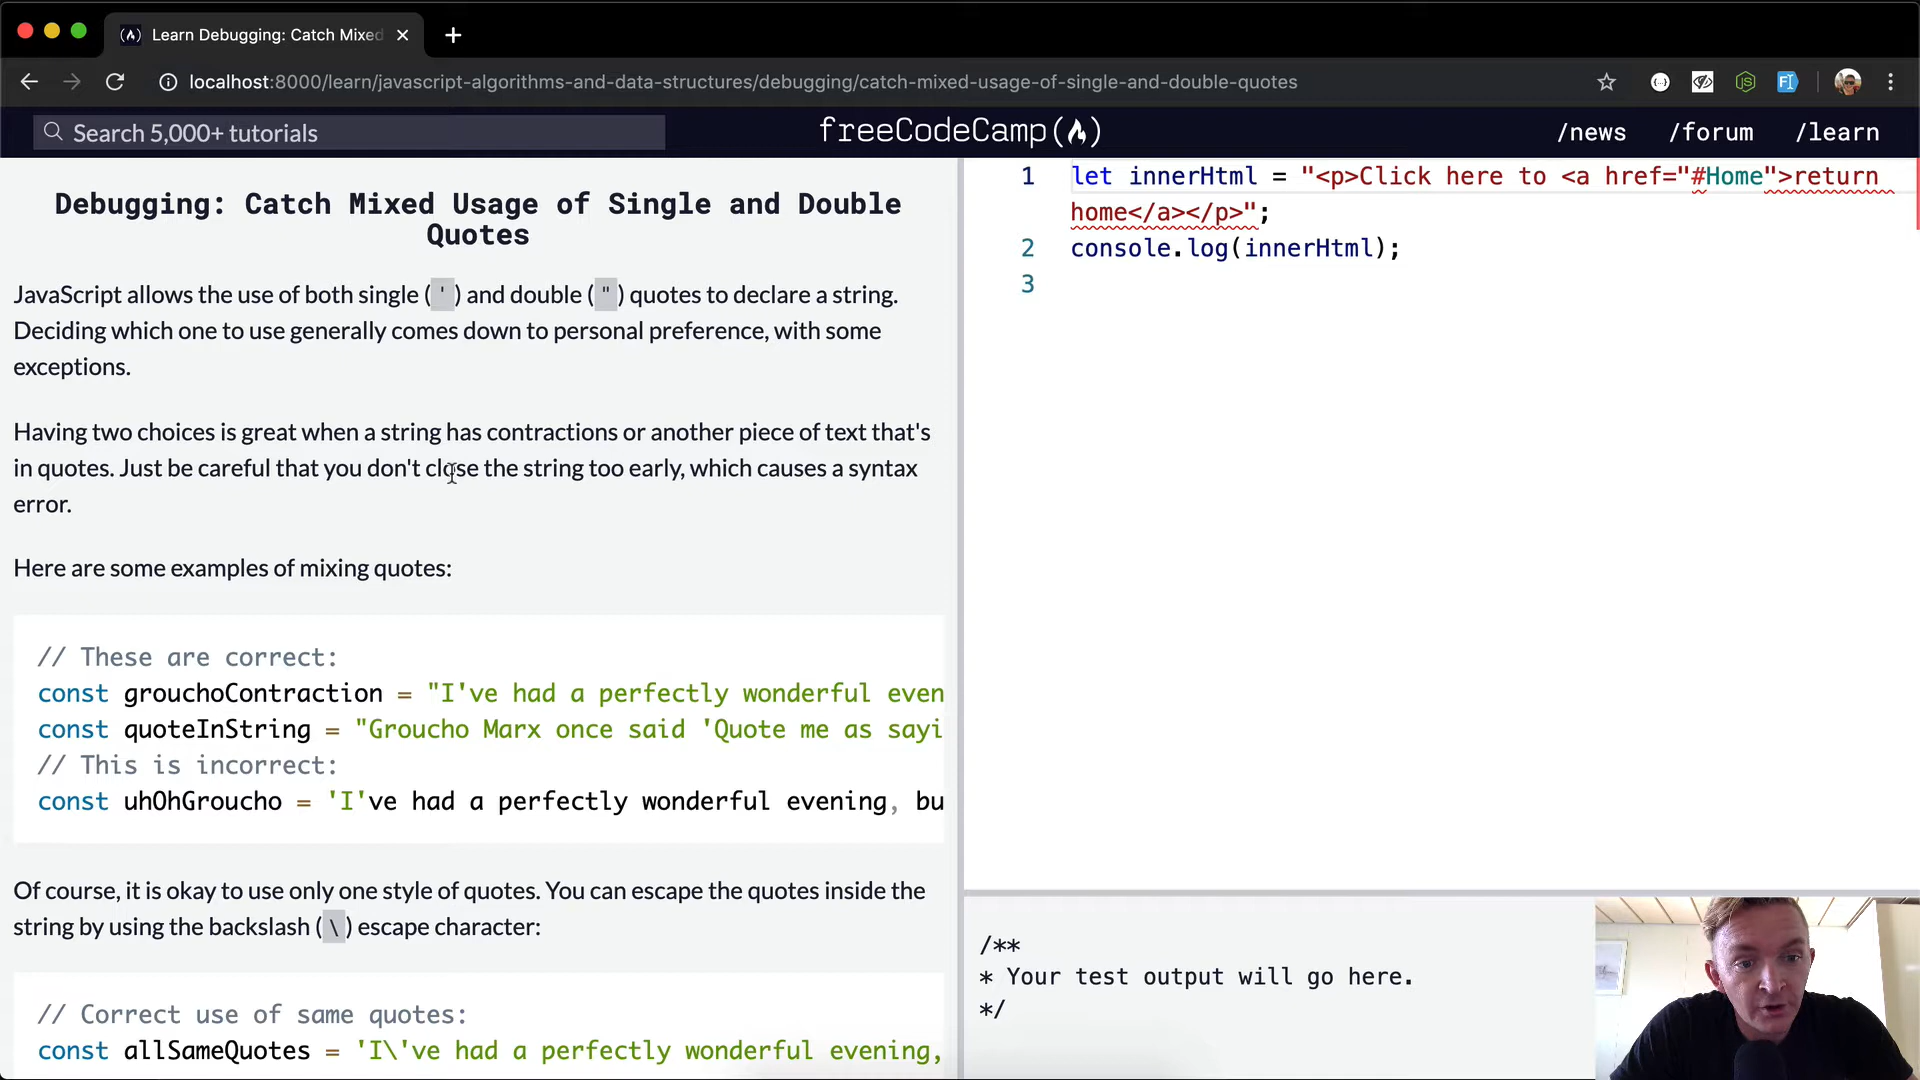 Learn Debugging: Catch Mixed
localhost:8000/learn/javascript-algorithms-and-data-structures/debugging/catch-mixed-usage-of-single-and-double-quotes
Search 5,000+ tutorials
freeCodeCamp
/news /forum /learn
Debugging: Catch Mixed Usage of Single and Double
Quotes
JavaScript allows the use of both single ( ' ) and double ( " ) quotes to declare a string.
Deciding which one to use generally comes down to personal preference, with some
exceptions.
Having two choices is great when a string has contractions or another piece of text that's
in quotes. Just be careful that you don't close the string too early, which causes a syntax
error.
Here are some examples of mixing quotes:
// These are correct:
const grouchoContraction = "I've had a perfectly wonderful even
const quoteInString = "Groucho Marx once said 'Quote me as sayi
// This is incorrect:
const uhOhGroucho = 'I've had a perfectly wonderful evening, bu
Of course, it is okay to use only one style of quotes. You can escape the quotes inside the
string by using the backslash ( \ ) escape character:
// Correct use of same quotes:
const allSameQuotes = 'I\'ve had a perfectly wonderful evening,
1 let innerHtml = "<p>Click here to <a href="#Home">return
home</a></p>";
2 console.log(innerHtml);
3
/**
* Your test output will go here.
*/